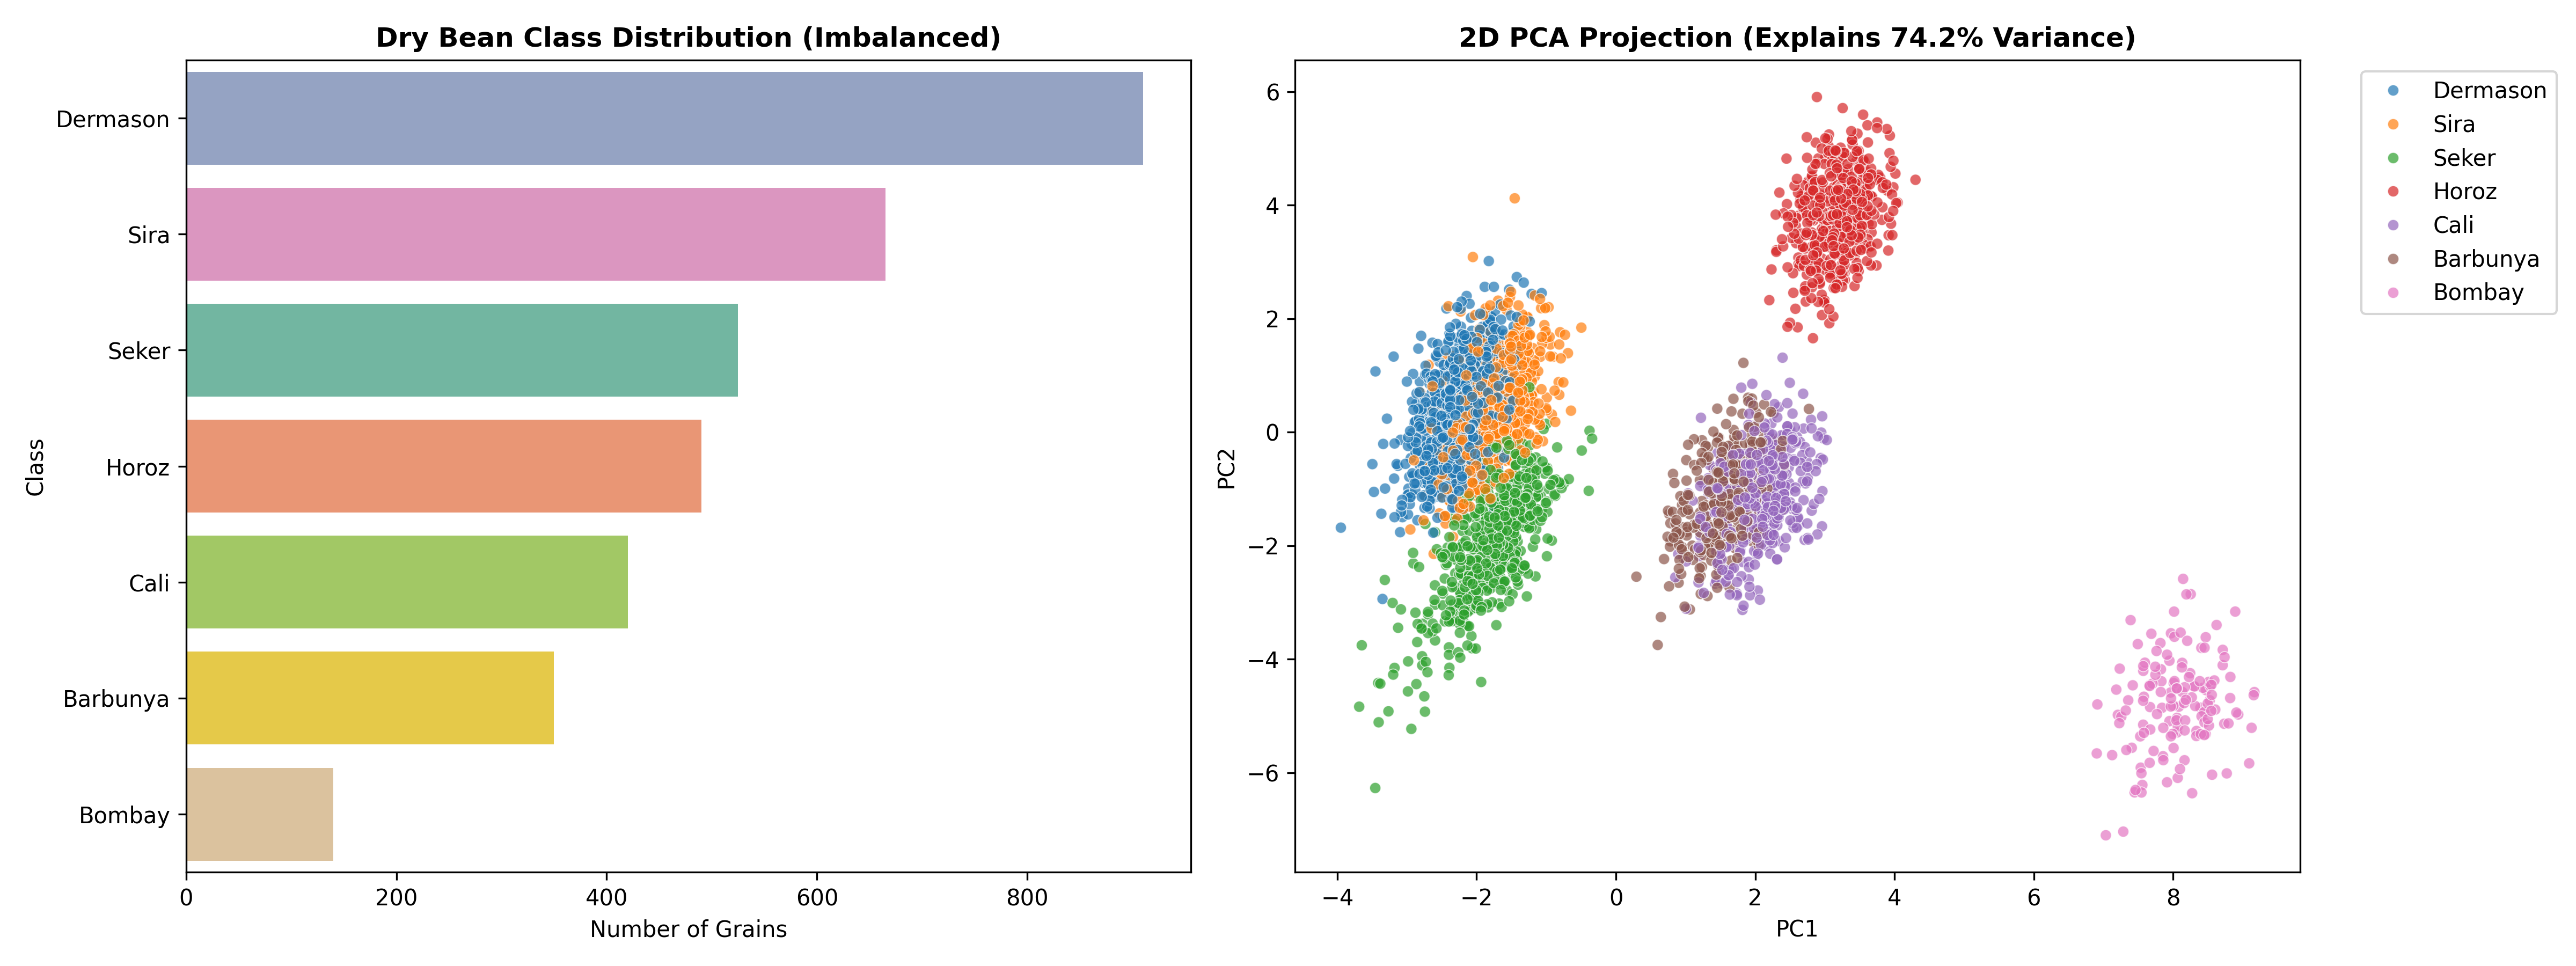 Dry Bean Class Distribution (Imbalanced)
Class
Dermason
Sira
Seker
Horoz
Cali
Barbunya
Bombay
0 200 400 600 800
Number of Grains
2D PCA Projection (Explains 74.2% Variance)
PC2
6
4
2
0
−2
−4
−6
−4 −2 0 2 4 6 8
PC1
Dermason
Sira
Seker
Horoz
Cali
Barbunya
Bombay